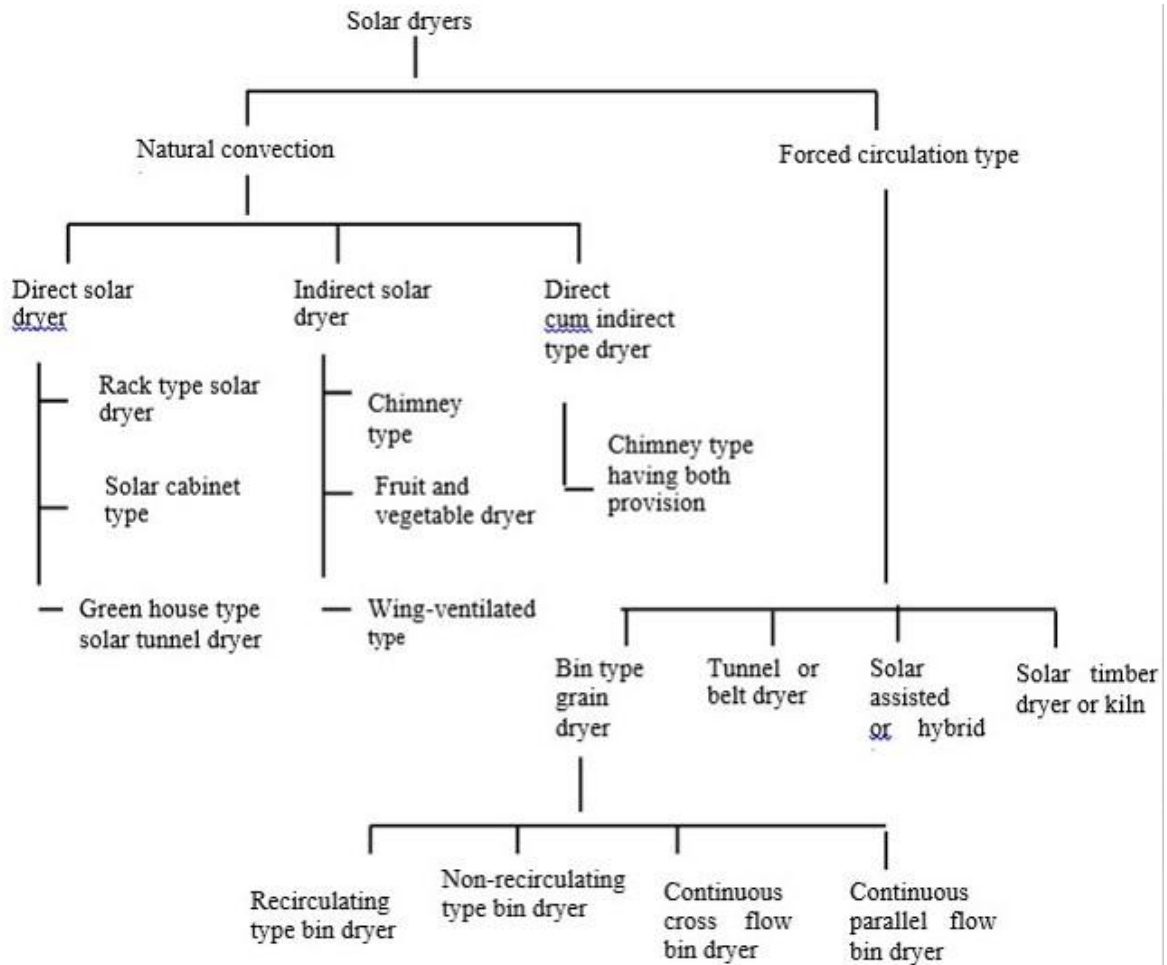 Solar dryers
Natural convection
Forced circulation type
Direct solar
dryer
Indirect solar
dryer
Direct
cum indirect
type dryer
Rack type solar
dryer
Solar cabinet
type
Green house type
solar tunnel dryer
Chimney
type
Fruit and
vegetable dryer
Wing-ventilated
type
Chimney type
having both
provision
Bin type
grain
dryer
Tunnel or
belt dryer
Solar
assisted
or hybrid
Solar timber
dryer or kiln
Recirculating
type bin dryer
Non-recirculating
type bin dryer
Continuous
cross flow
bin dryer
Continuous
parallel flow
bin dryer